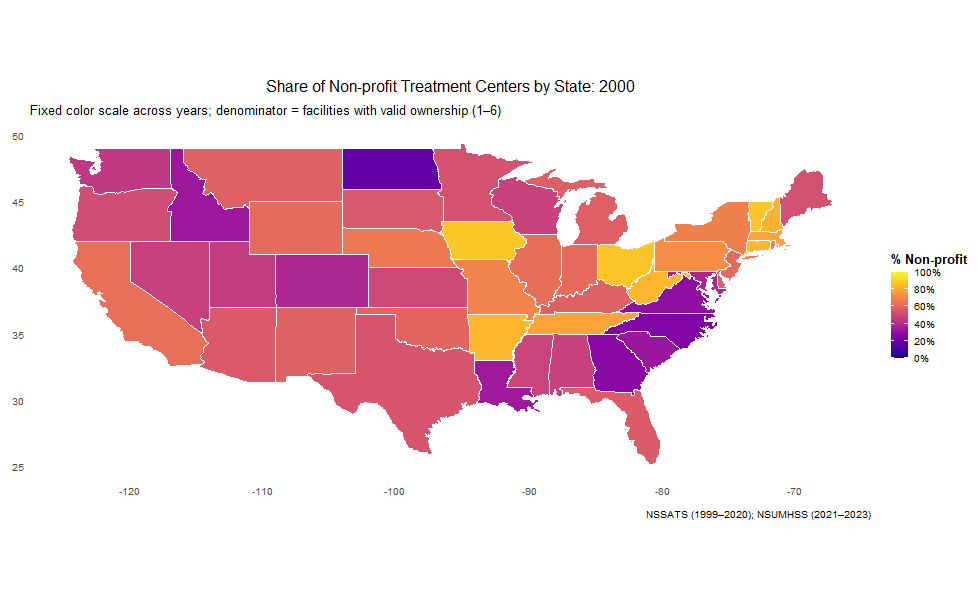 Share of Non-profit Treatment Centers by State: 2000
Fixed color scale across years; denominator = facilities with valid ownership (1–6)
50
45
40
35
30
25
-120 -110 -100 -90 -80 -70
% Non-profit
100%
80%
60%
40%
20%
0%
NSSATS (1999–2020); NSUMHSS (2021–2023)